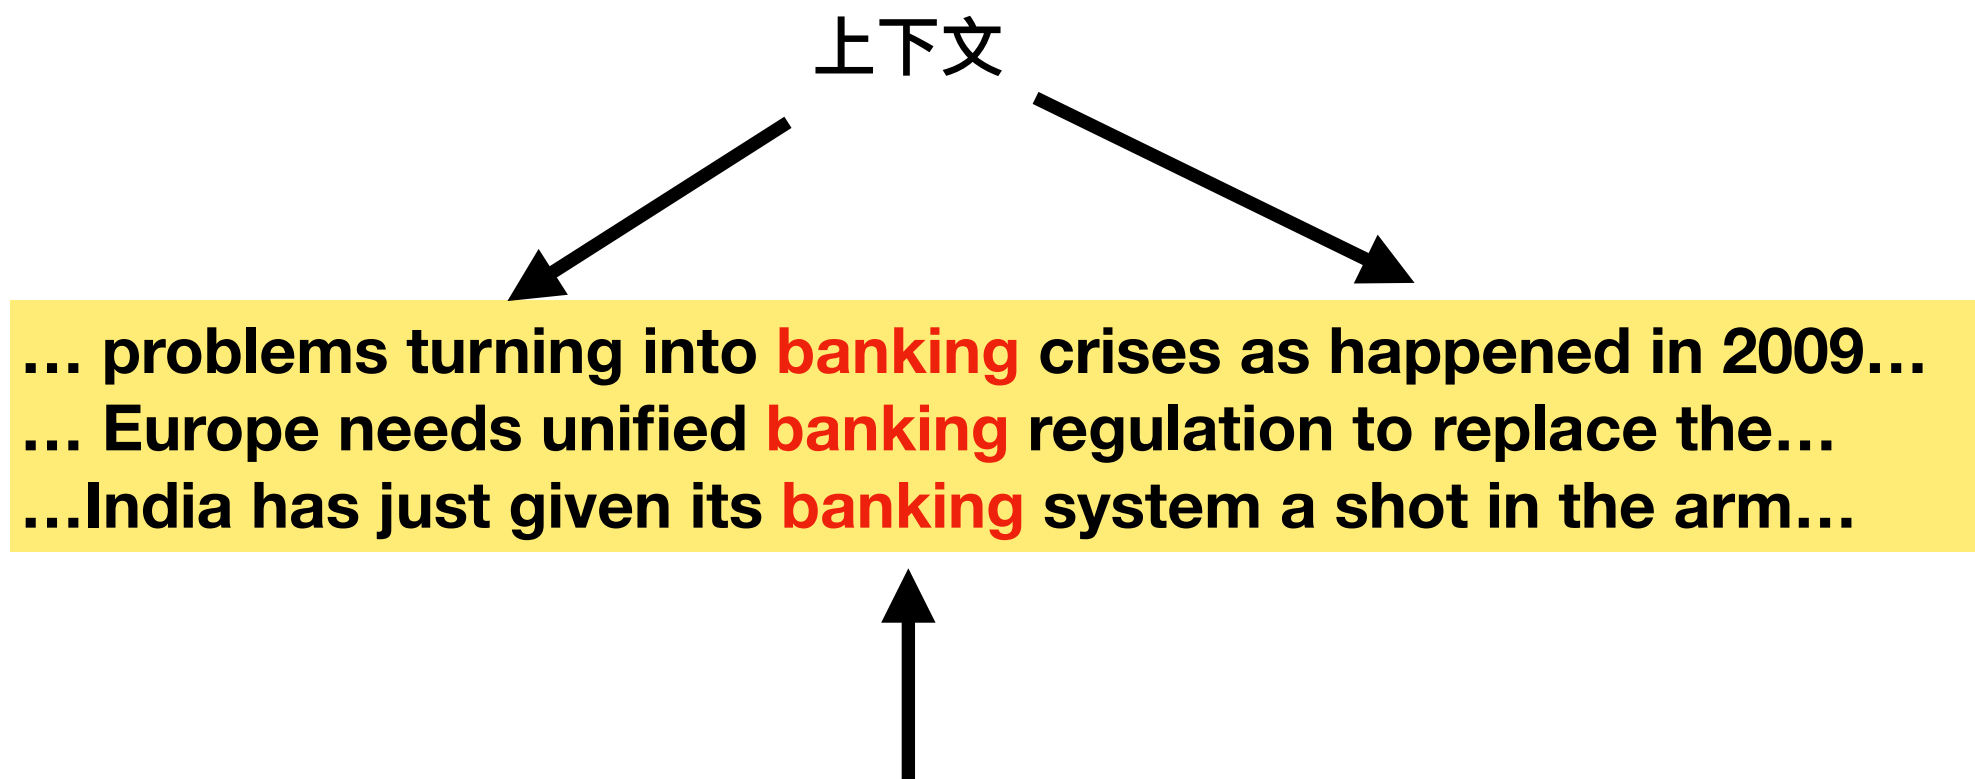 上下文
… problems turning into banking crises as happened in 2009…
… Europe needs unified banking regulation to replace the…
…India has just given its banking system a shot in the arm…